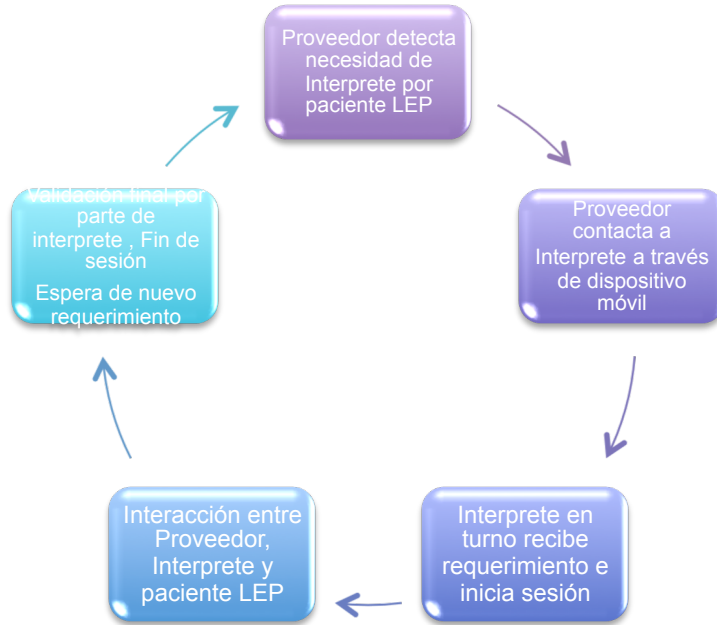 Proveedor detecta
necesidad de
Interprete por
paciente LEP
Proveedor
contacta a
Interprete a través
de dispositivo
móvil
Interprete en
turno recibe
requerimiento e
inicia sesión
Interacción entre
Proveedor,
Interprete y
paciente LEP
Validación final por
parte de
interprete , Fin de
sesión
Espera de nuevo
requerimiento